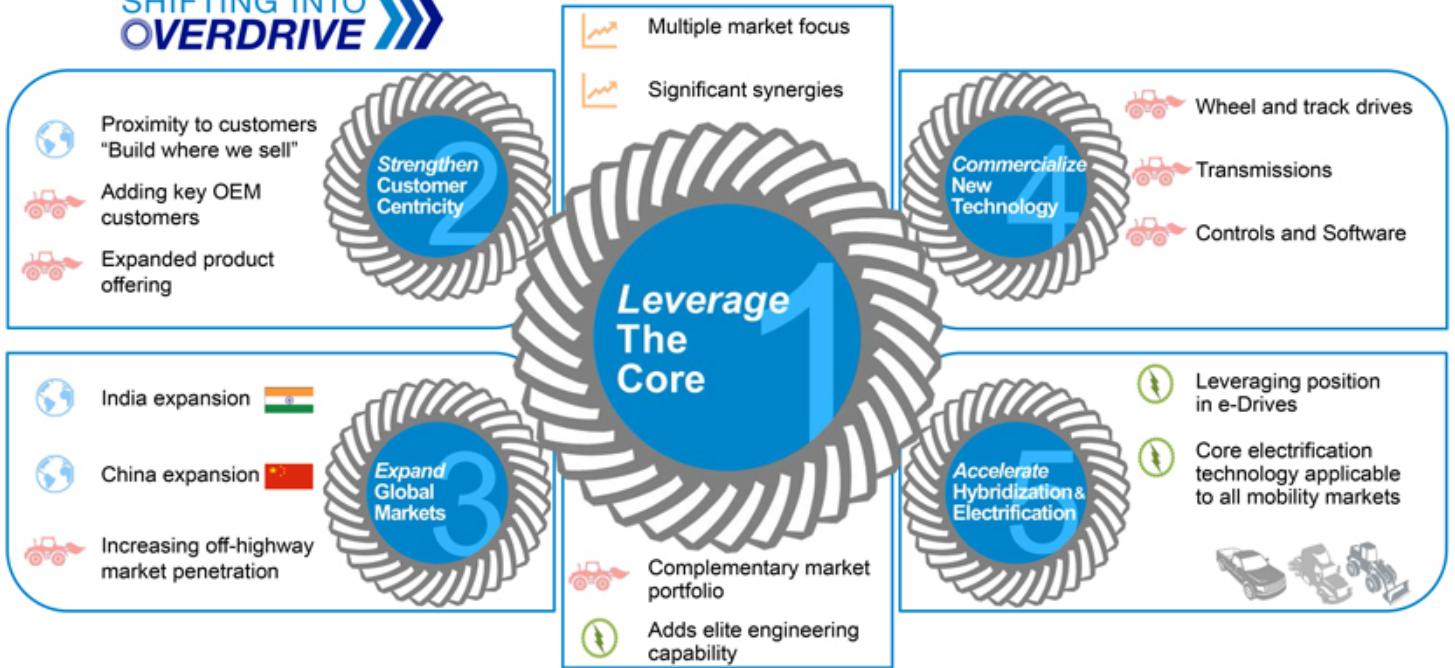 SHIFTING INTO
OVERDRIVE
Multiple market focus
Significant synergies
1
Leverage
The
Core
Complementary market
portfolio
Adds elite engineering
capability
2
Strengthen
Customer
Centricity
Proximity to customers
“Build where we sell”
Adding key OEM
customers
Expanded product
offering
3
Expand
Global
Markets
India expansion
China expansion
Increasing off-highway
market penetration
4
Commercialize
New
Technology
Wheel and track drives
Transmissions
Controls and Software
5
Accelerate
Hybridization &
Electrification
Leveraging position
in e-Drives
Core electrification
technology applicable
to all mobility markets